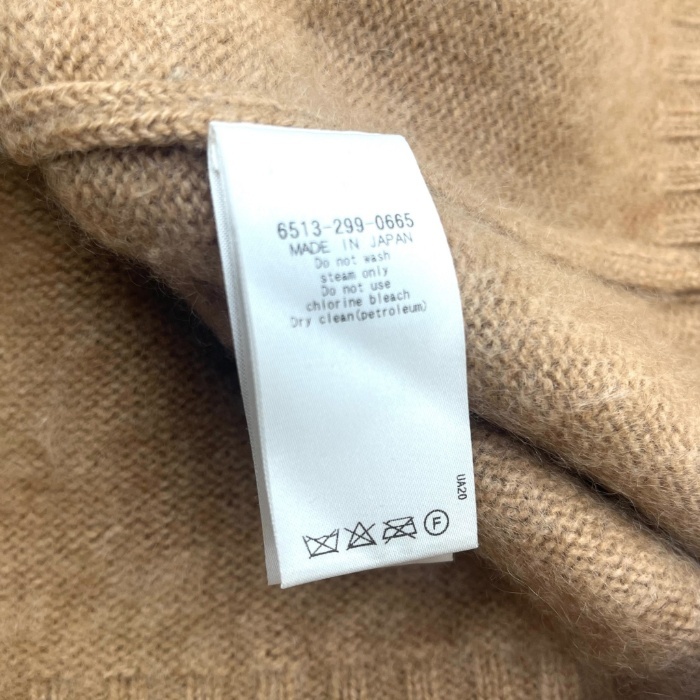 6513-299-0665
MADE IN JAPAN
Do not wash
steam only
Do not use
chlorine bleach
Dry clean(petroleum)
UA20
F